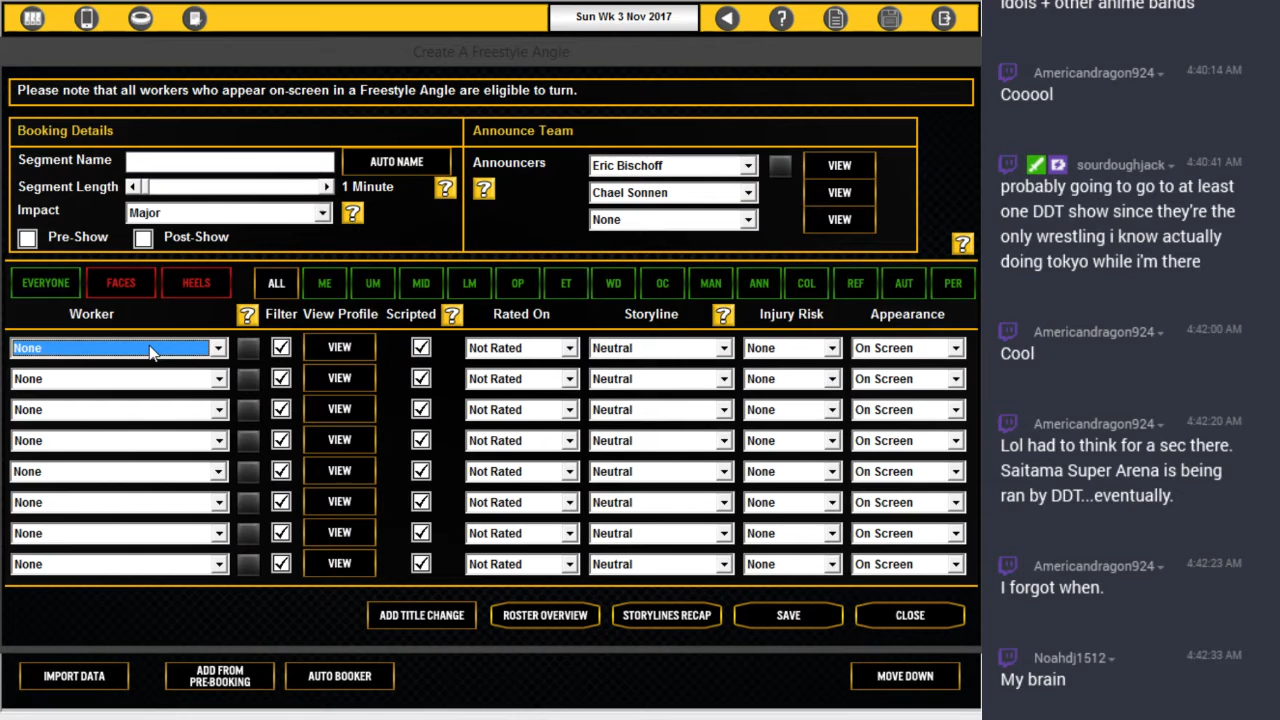 Sun Wk 3 Nov 2017
Create A Freestyle Angle
Please note that all workers who appear on-screen in a Freestyle Angle are eligible to turn.
Booking Details
Announce Team
Segment Name
AUTO NAME
Announcers
Eric Bischoff
VIEW
Segment Length
1 Minute
?
?
Chael Sonnen
VIEW
Impact
Major
?
None
VIEW
Pre-Show
Post-Show
?
EVERYONE
FACES
HEELS
ALL
ME
UM
MID
LM
OP
ET
WD
OC
MAN
ANN
COL
REF
AUT
PER
Worker
?
Filter
View Profile
Scripted
?
Rated On
Storyline
?
Injury Risk
Appearance
None
VIEW
Not Rated
Neutral
None
On Screen
None
VIEW
Not Rated
Neutral
None
On Screen
None
VIEW
Not Rated
Neutral
None
On Screen
None
VIEW
Not Rated
Neutral
None
On Screen
None
VIEW
Not Rated
Neutral
None
On Screen
None
VIEW
Not Rated
Neutral
None
On Screen
None
VIEW
Not Rated
Neutral
None
On Screen
None
VIEW
Not Rated
Neutral
None
On Screen
ADD TITLE CHANGE
ROSTER OVERVIEW
STORYLINES RECAP
SAVE
CLOSE
IMPORT DATA
ADD FROM
PRE-BOOKING
AUTO BOOKER
MOVE DOWN
idols + other anime bands
Americandragon924
4:40:14 AM
Cooool
sourdoughjack
4:40:41 AM
probably going to go to at least
one DDT show since they're the
only wrestling i know actually
doing tokyo while i'm there
Americandragon924
4:42:00 AM
Cool
Americandragon924
4:42:20 AM
Lol had to think for a sec there.
Saitama Super Arena is being
ran by DDT...eventually.
Americandragon924
4:42:23 AM
I forgot when.
Noahdj1512
4:42:33 AM
My brain